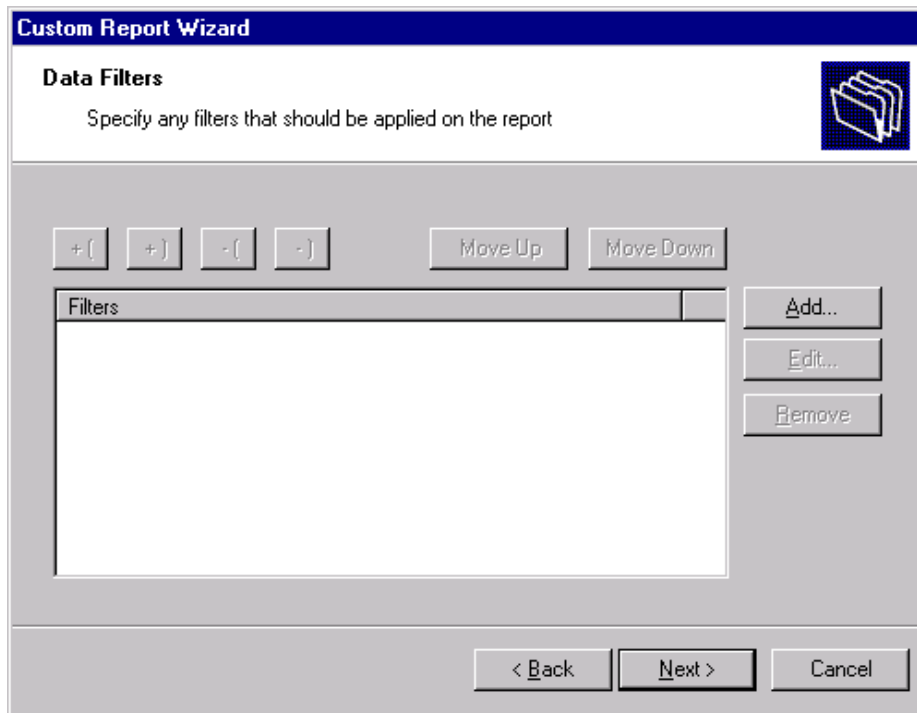 Custom Report Wizard
Data Filters
Specify any filters that should be applied on the report
+( +) -( -) Move Up Move Down
Filters
Add...
Edit...
Remove
< Back Next > Cancel